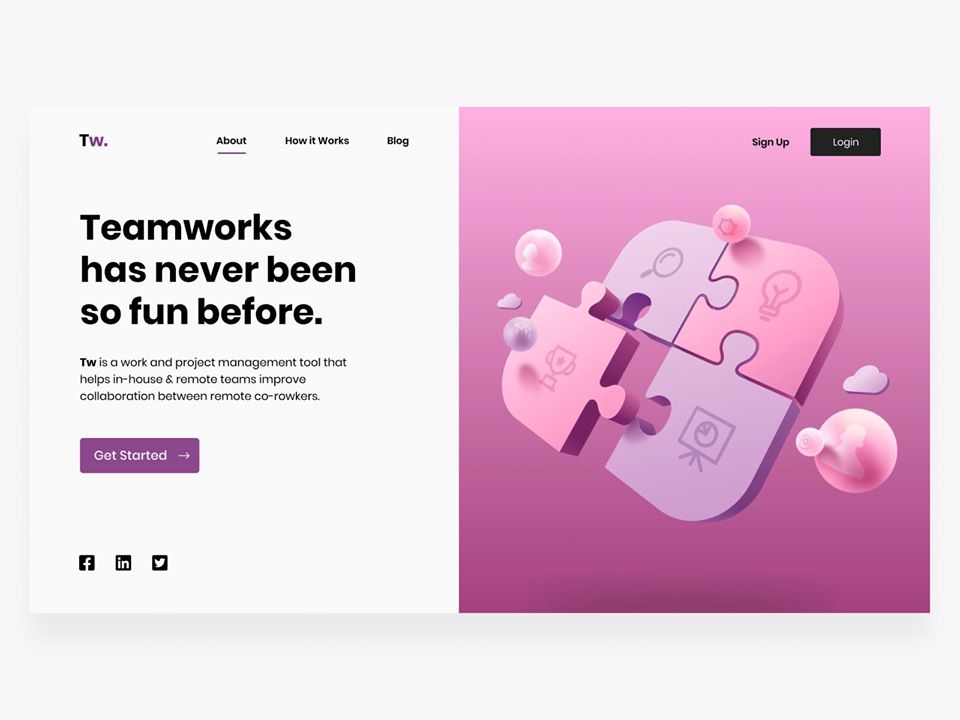 Tw.
About
How it Works
Blog
Sign Up
Login
Teamworks
has never been
so fun before.
Tw is a work and project management tool that
helps in-house & remote teams improve
collaboration between remote co-rowkers.
Get Started →